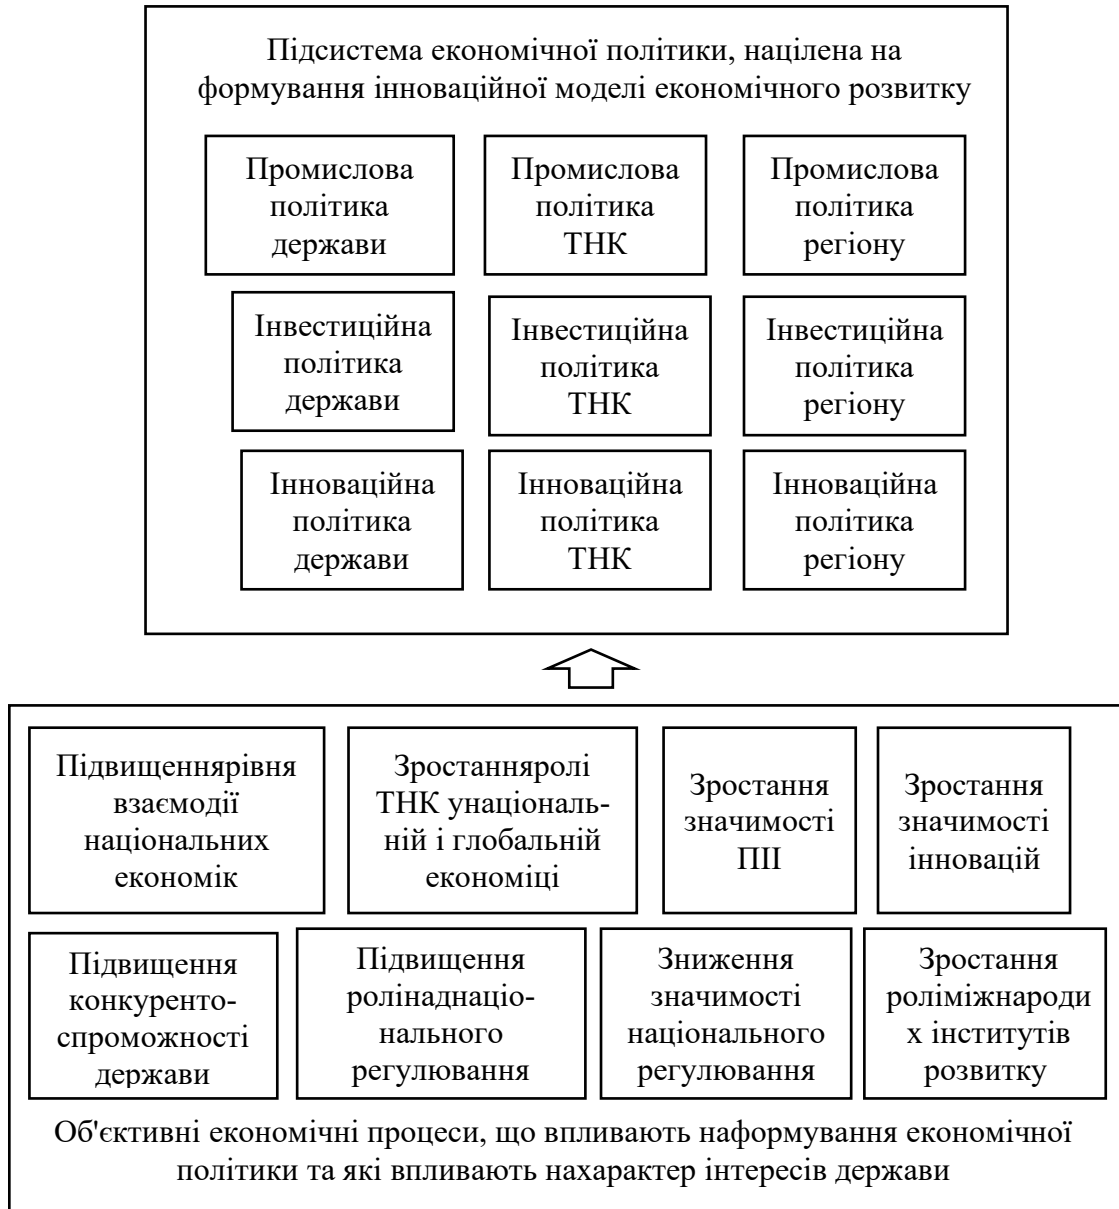 Підсистема економічної політики, націлена на
формування інноваційної моделі економічного розвитку
Промислова
політика
держави
Промислова
політика
ТНК
Промислова
політика
регіону
Інвестиційна
політика
держави
Інвестиційна
політика
ТНК
Інвестиційна
політика
регіону
Інноваційна
політика
держави
Інноваційна
політика
ТНК
Інноваційна
політика
регіону
Підвищеннярівня
взаємодії
національних
економік
Зростанняролі
ТНК унаціональ-
ній і глобальній
економіці
Зростання
значимості
ПІІ
Зростання
значимості
інновацій
Підвищення
конкуренто-
спроможності
держави
Підвищення
ролінаднаціо-
нального
регулювання
Зниження
значимості
національного
регулювання
Зростання
роліміжнароди
х інститутів
розвитку
Об'єктивні економічні процеси, що впливають наформування економічної
політики та які впливають нахарактер інтересів держави